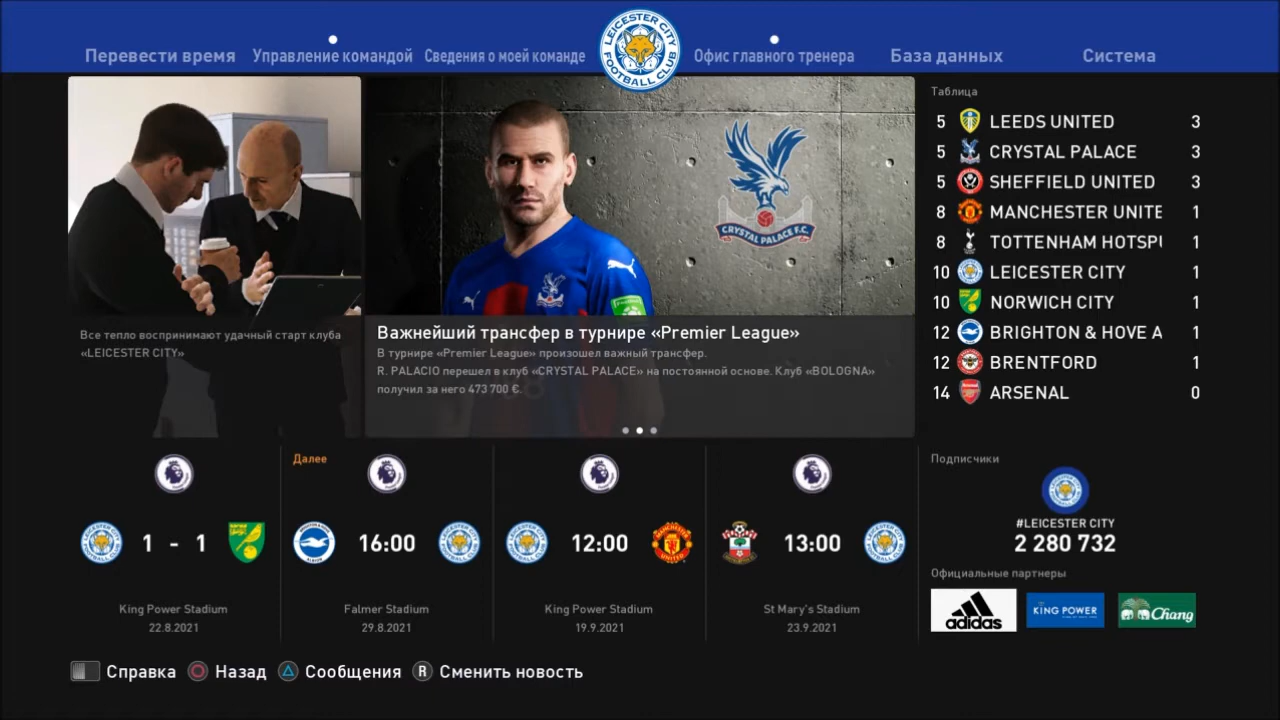 Перевести время
Управление командой
Сведения о моей команде
LEICESTER CITY
FOOTBALL CLUB
Офис главного тренера
База данных
Система
Все тепло воспринимают удачный старт клуба
«LEICESTER CITY»
CRYSTAL PALACE F.C.
Важнейший трансфер в турнире «Premier League»
В турнире «Premier League» произошел важный трансфер.
R. PALACIO перешел в клуб «CRYSTAL PALACE» на постоянной основе. Клуб «BOLOGNA»
получил за него 473 700 €.
Таблица
5 LEEDS UNITED 3
5 CRYSTAL PALACE 3
5 SHEFFIELD UNITED 3
8 MANCHESTER UNITE 1
8 TOTTENHAM HOTSPU 1
10 LEICESTER CITY 1
10 NORWICH CITY 1
12 BRIGHTON & HOVE A 1
12 BRENTFORD 1
14 ARSENAL 0
1 - 1
King Power Stadium
22.8.2021
Далее
16:00
Falmer Stadium
29.8.2021
12:00
King Power Stadium
19.9.2021
13:00
St Mary's Stadium
23.9.2021
Подписчики
#LEICESTER CITY
2 280 732
Официальные партнеры
adidas
KING POWER
Chang
Справка
Назад
Сообщения
R Сменить новость